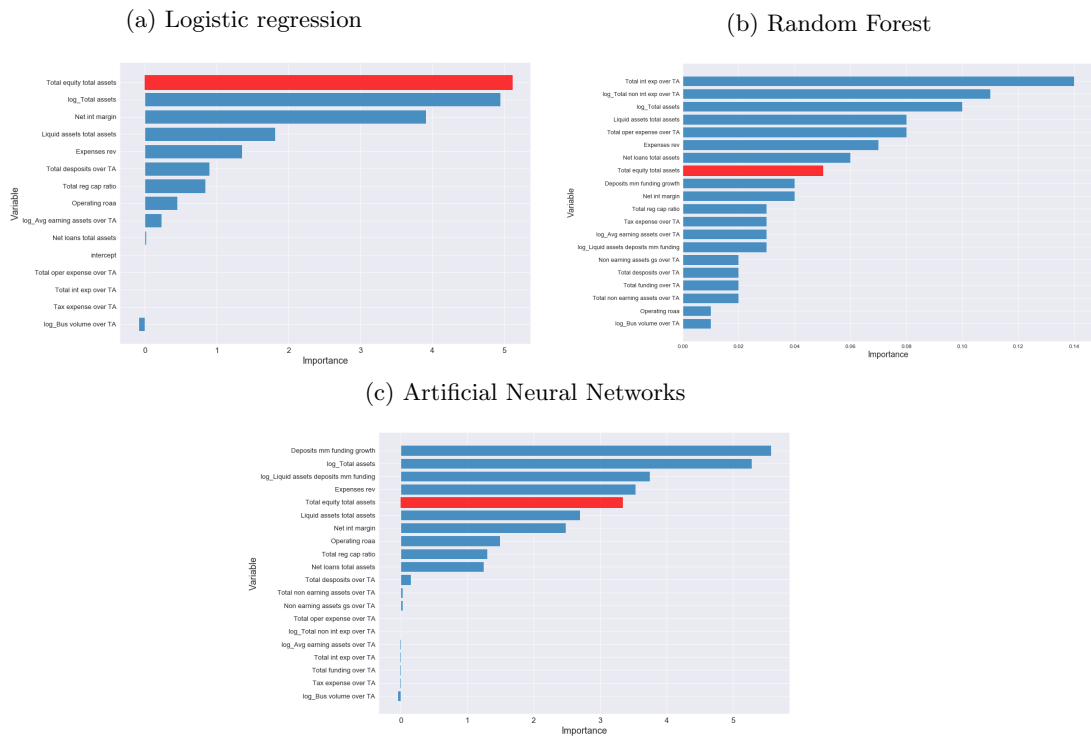 (a) Logistic regression
Total equity total assets
log_Total assets
Net int margin
Liquid assets total assets
Expenses rev
Total desposits over TA
Total reg cap ratio
Operating roaa
log_Avg earning assets over TA
Net loans total assets
intercept
Total oper expense over TA
Total int exp over TA
Tax expense over TA
log_Bus volume over TA
Variable
0 1 2 3 4 5
Importance
(b) Random Forest
Total int exp over TA
log_Total non int exp over TA
log_Total assets
Liquid assets total assets
Total oper expense over TA
Expenses rev
Net loans total assets
Total equity total assets
Deposits mm funding growth
Net int margin
Total reg cap ratio
Tax expense over TA
log_Avg earning assets over TA
log_Liquid assets deposits mm funding
Non earning assets gs over TA
Total desposits over TA
Total funding over TA
Total non earning assets over TA
Operating roaa
log_Bus volume over TA
Variable
0.00 0.02 0.04 0.06 0.08 0.10 0.12 0.14
Importance
(c) Artificial Neural Networks
Deposits mm funding growth
log_Total assets
log_Liquid assets deposits mm funding
Expenses rev
Total equity total assets
Liquid assets total assets
Net int margin
Operating roaa
Total reg cap ratio
Net loans total assets
Total desposits over TA
Total non earning assets over TA
Non earning assets gs over TA
Total oper expense over TA
log_Total non int exp over TA
log_Avg earning assets over TA
Total int exp over TA
Total funding over TA
Tax expense over TA
log_Bus volume over TA
Variable
0 1 2 3 4 5
Importance